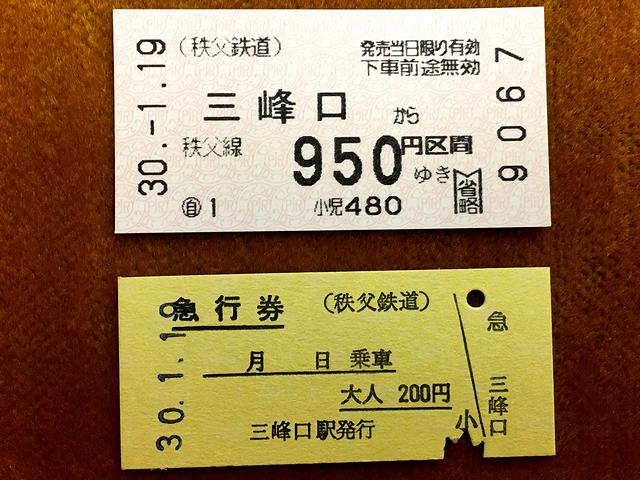 30.-1.19
（秩父鉄道）
発売当日限り有効
下車前途無効
三峰口から
秩父線 950円区間ゆき
㊂1 小児480 省略
9067
急行券
（秩父鉄道）
月 日 乗車
大人 200円
三峰口駅発行
30.1.19
小
急 三峰口